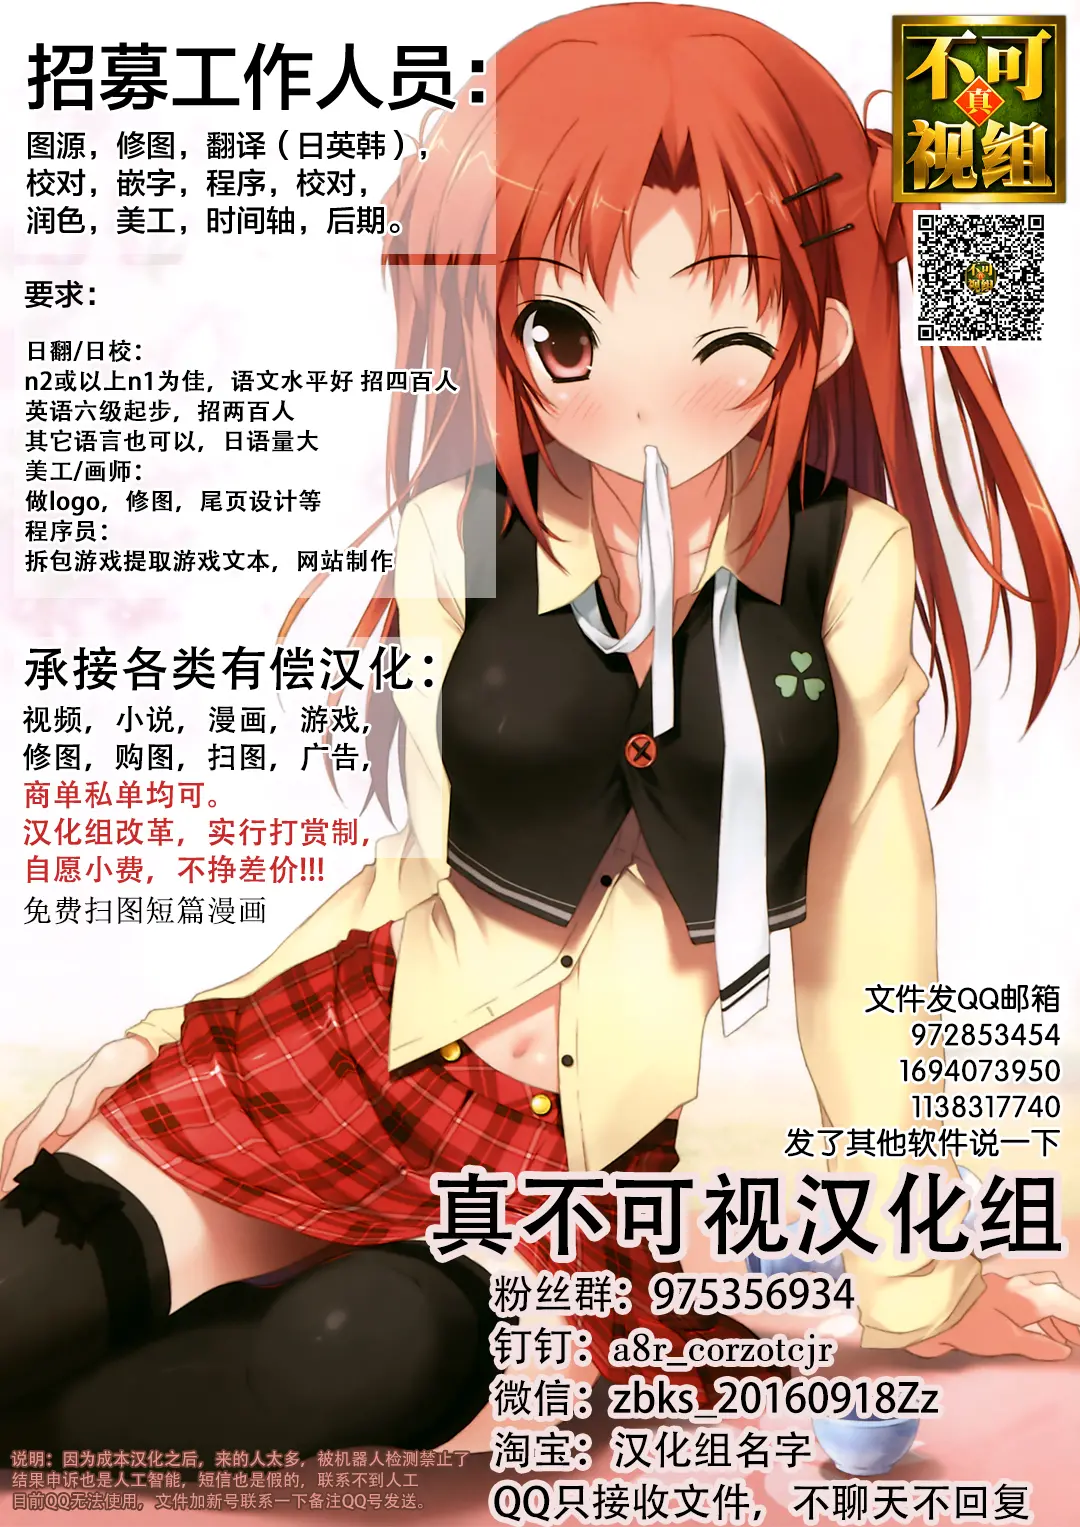 招募工作人员：
图源，修图，翻译（日英韩），
校对，嵌字，程序，校对，
润色，美工，时间轴，后期。
要求：
日翻/日校：
n2或以上n1为佳，语文水平好 招四百人
英语六级起步，招两百人
其它语言也可以，日语量大
美工/画师：
做logo，修图，尾页设计等
程序员：
拆包游戏提取游戏文本，网站制作
承接各类有偿汉化：
视频，小说，漫画，游戏，
修图，购图，扫图，广告，
商单私单均可。
汉化组改革，实行打赏制，
自愿小费，不挣差价!!!
免费扫图短篇漫画
不可
真
视组
不可
视组
文件发QQ邮箱
972853454
1694073950
1138317740
发了其他软件说一下
真不可视汉化组
粉丝群：975356934
钉钉：a8r_corzotcjr
微信：zbks_20160918Zz
淘宝：汉化组名字
QQ只接收文件，不聊天不回复
说明：因为成本汉化之后，来的人太多，被机器人检测禁止了
结果申诉也是人工智能，短信也是假的，联系不到人工
目前QQ无法使用，文件加新号联系一下备注QQ号发送。